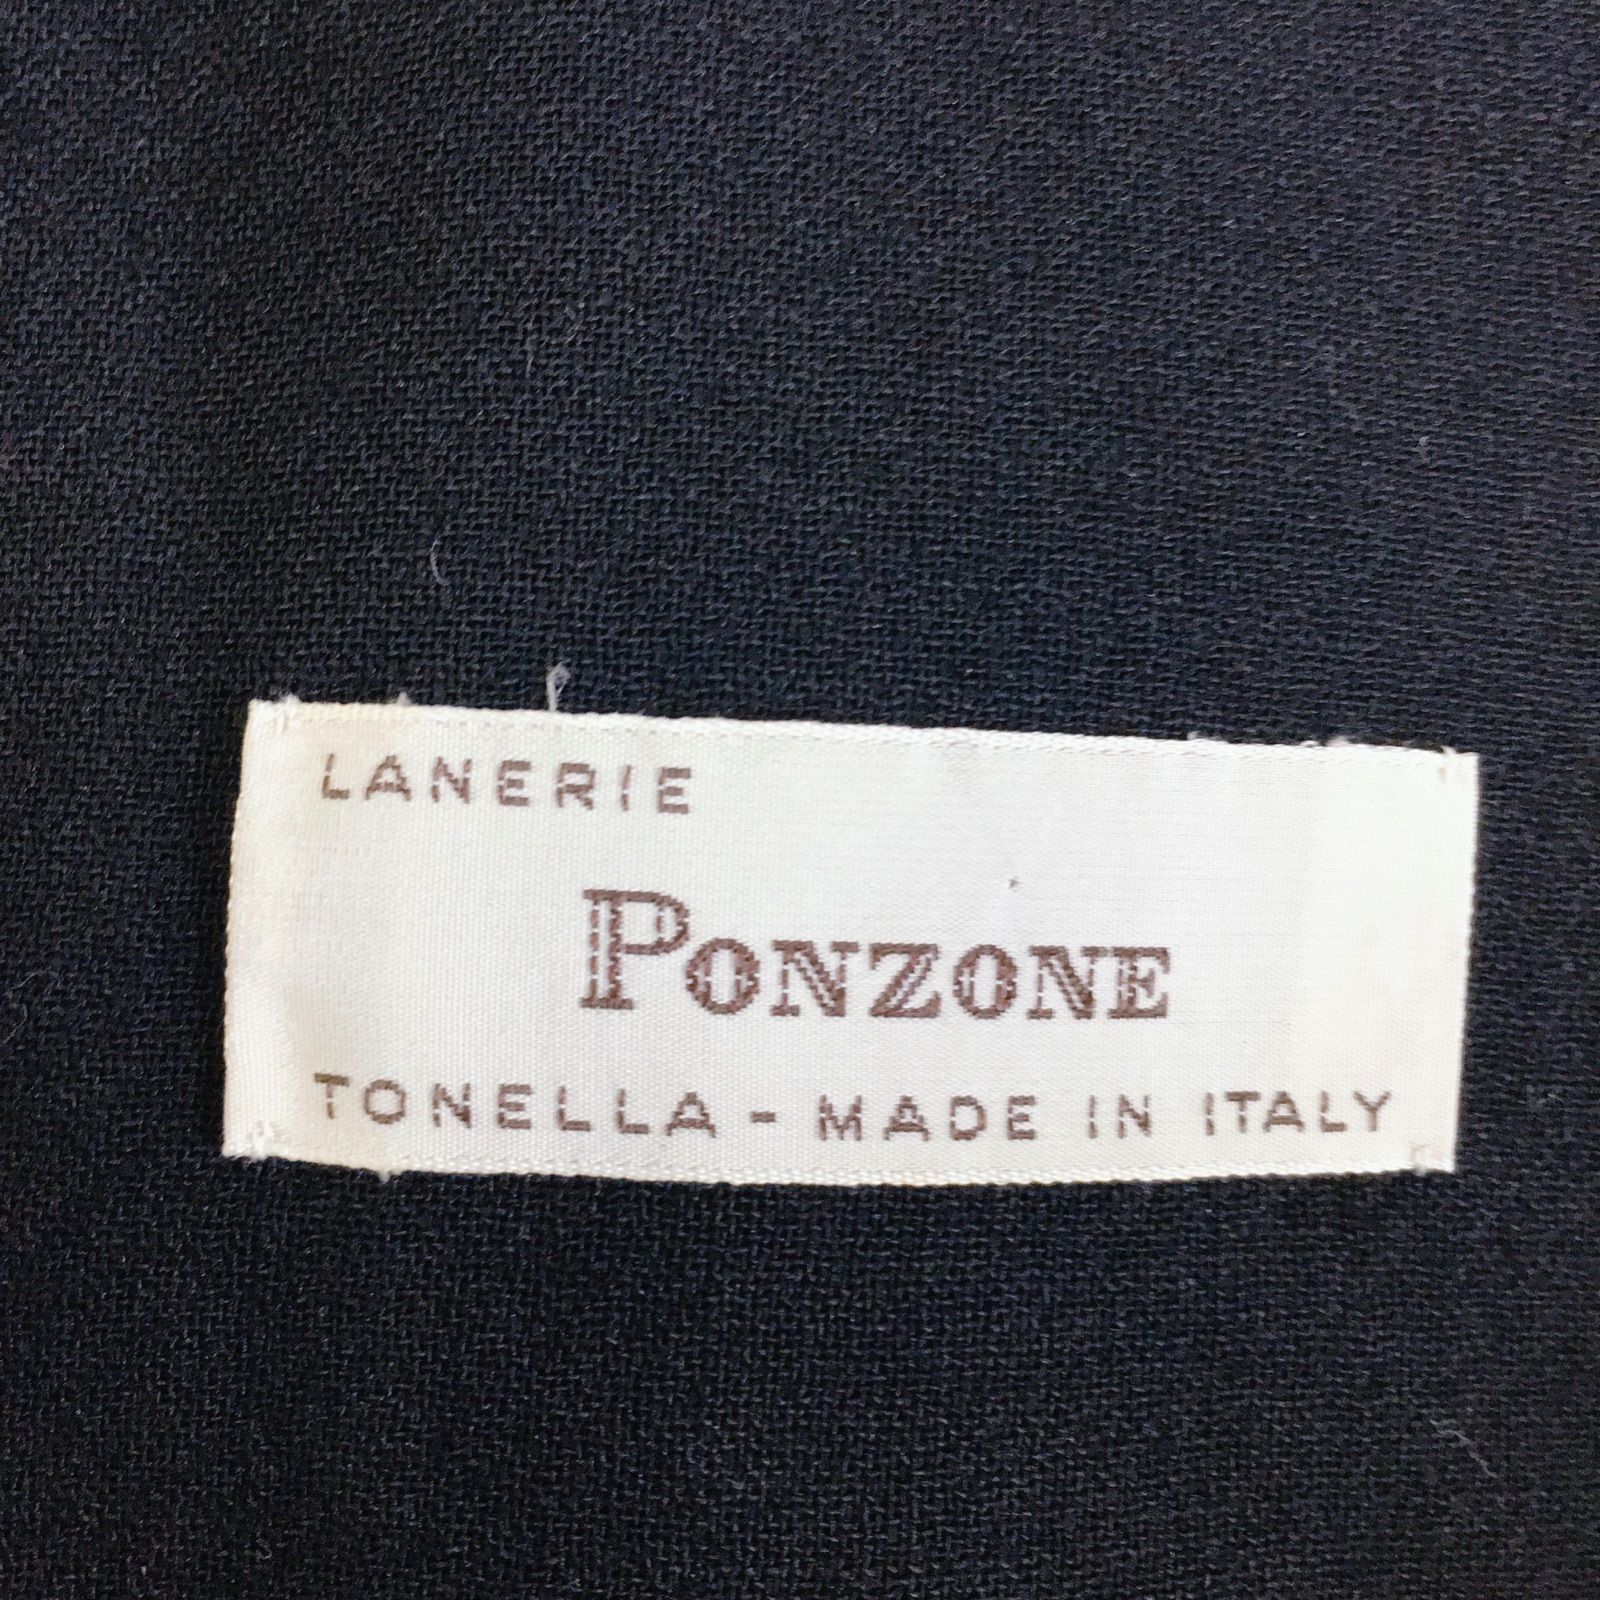 LANERIE
PONZONE
TONELLA - MADE IN ITALY